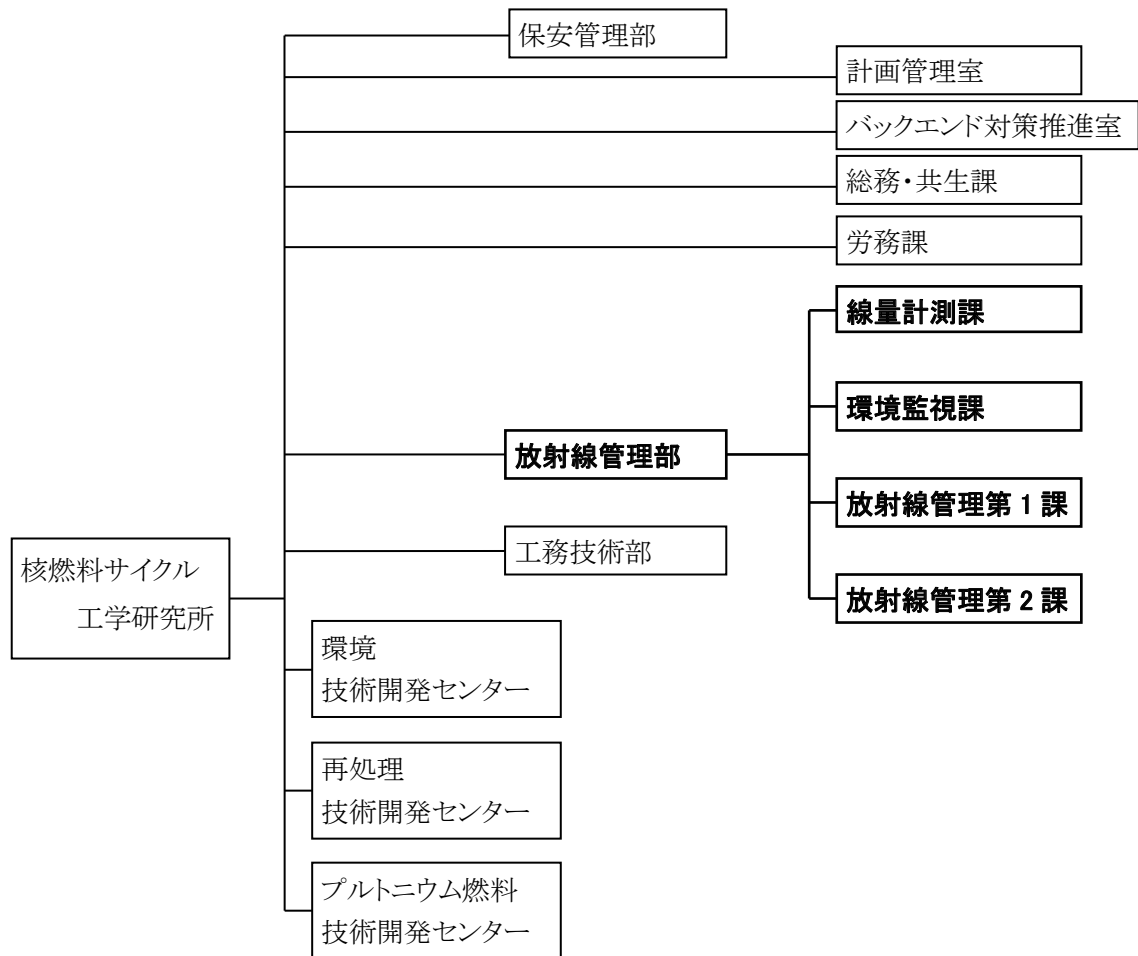 保安管理部
計画管理室
バックエンド対策推進室
総務・共生課
労務課
線量計測課
環境監視課
放射線管理部
放射線管理第1課
工務技術部
核燃料サイクル
工学研究所
放射線管理第2課
環境
技術開発センター
再処理
技術開発センター
プルトニウム燃料
技術開発センター